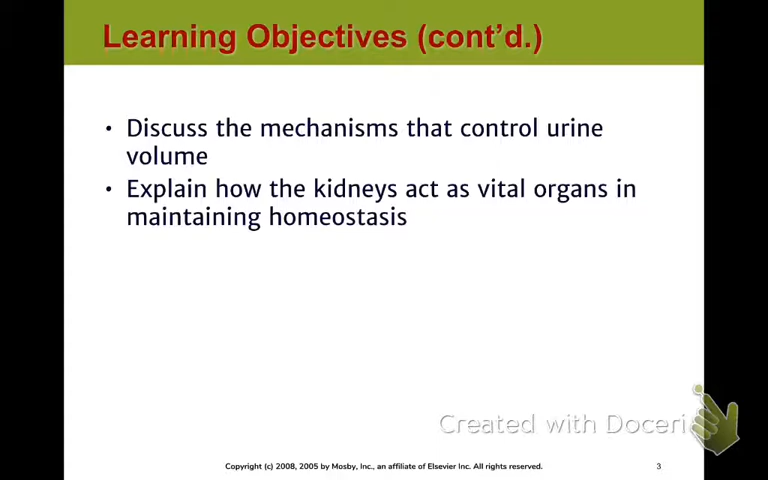 Learning Objectives (cont'd.)
• Discuss the mechanisms that control urine
volume
• Explain how the kidneys act as vital organs in
maintaining homeostasis
Created with Doceri
Copyright (c) 2008, 2005 by Mosby, Inc., an affiliate of Elsevier Inc. All rights reserved.
3